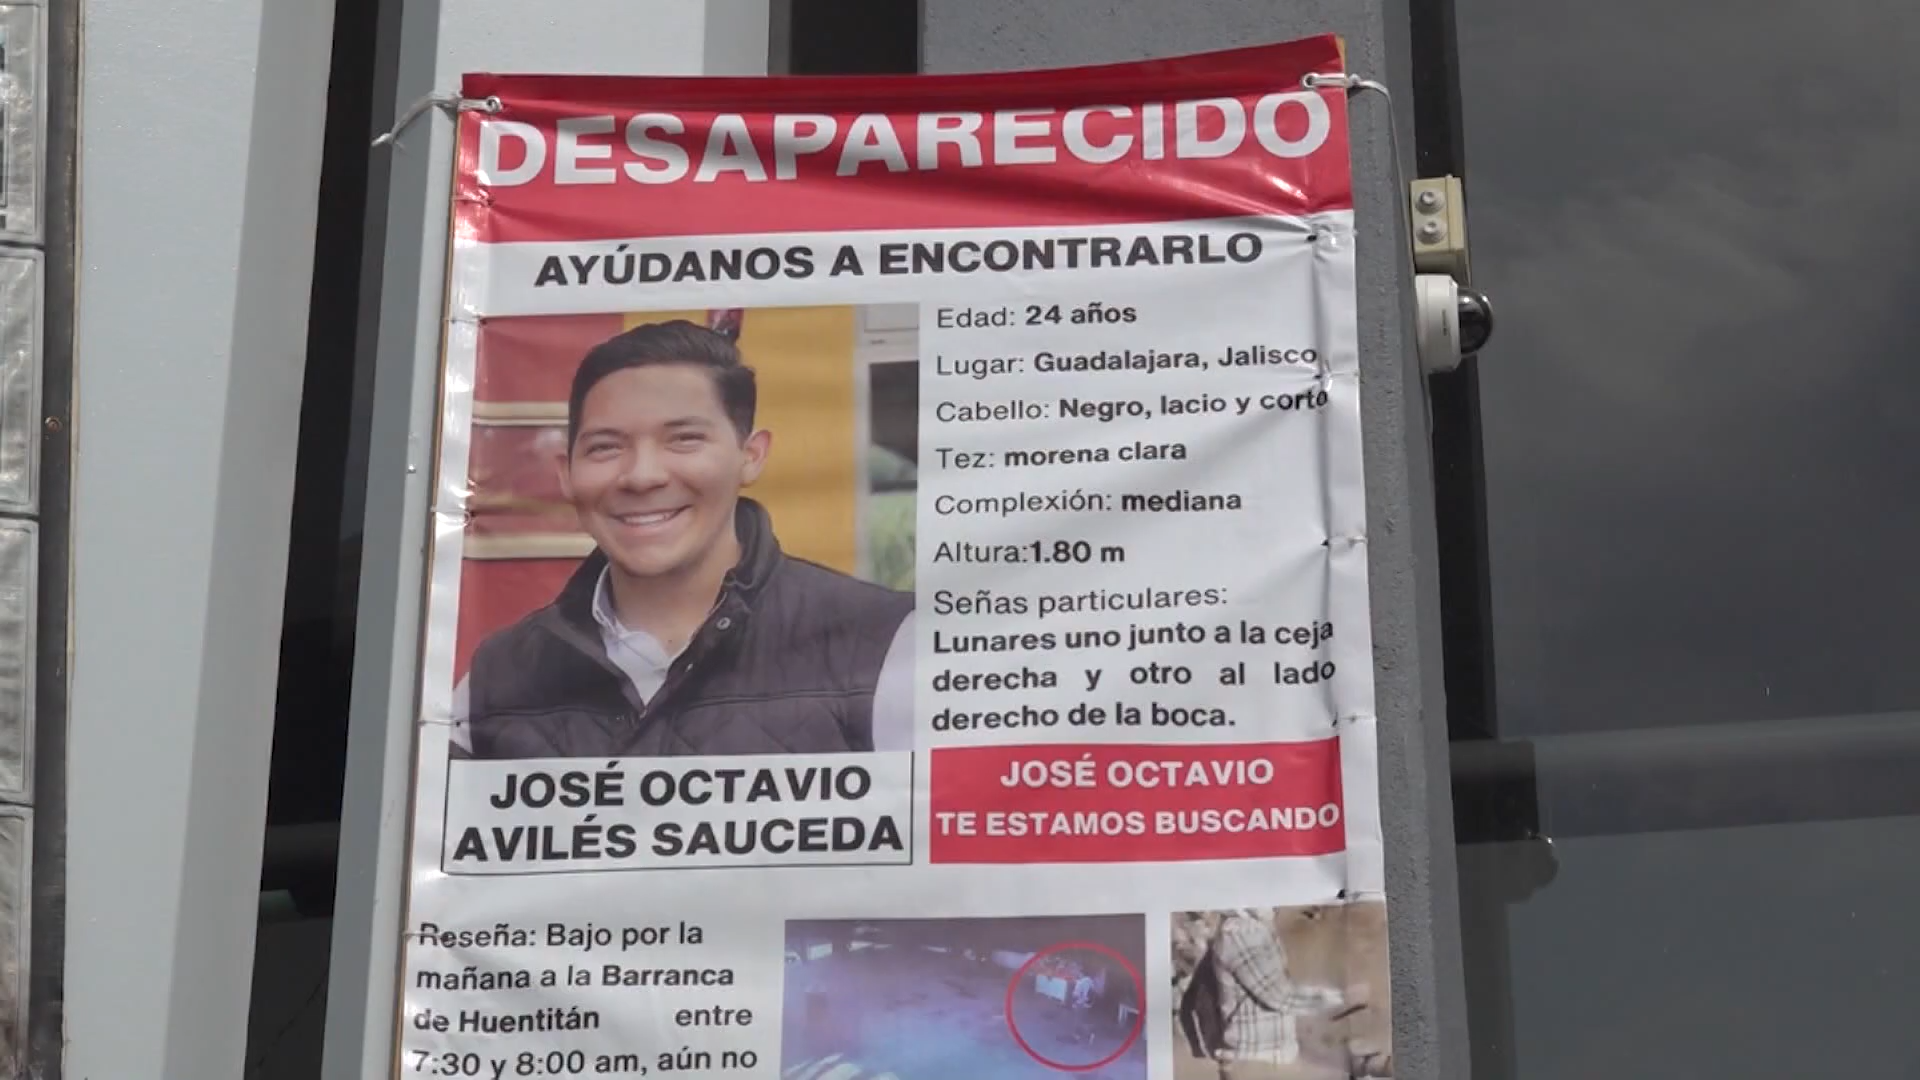 DESAPARECIDO
AYÚDANOS A ENCONTRARLO
Edad: 24 años
Lugar: Guadalajara, Jalisco
Cabello: Negro, lacio y corto
Tez: morena clara
Complexión: mediana
Altura:1.80 m
Señas particulares:
Lunares uno junto a la ceja
derecha y otro al lado
derecho de la boca.
JOSÉ OCTAVIO
AVILÉS SAUCEDA
JOSÉ OCTAVIO
TE ESTAMOS BUSCANDO
Reseña: Bajo por la
mañana a la Barranca
de Huentitán entre
7:30 y 8:00 am, aún no